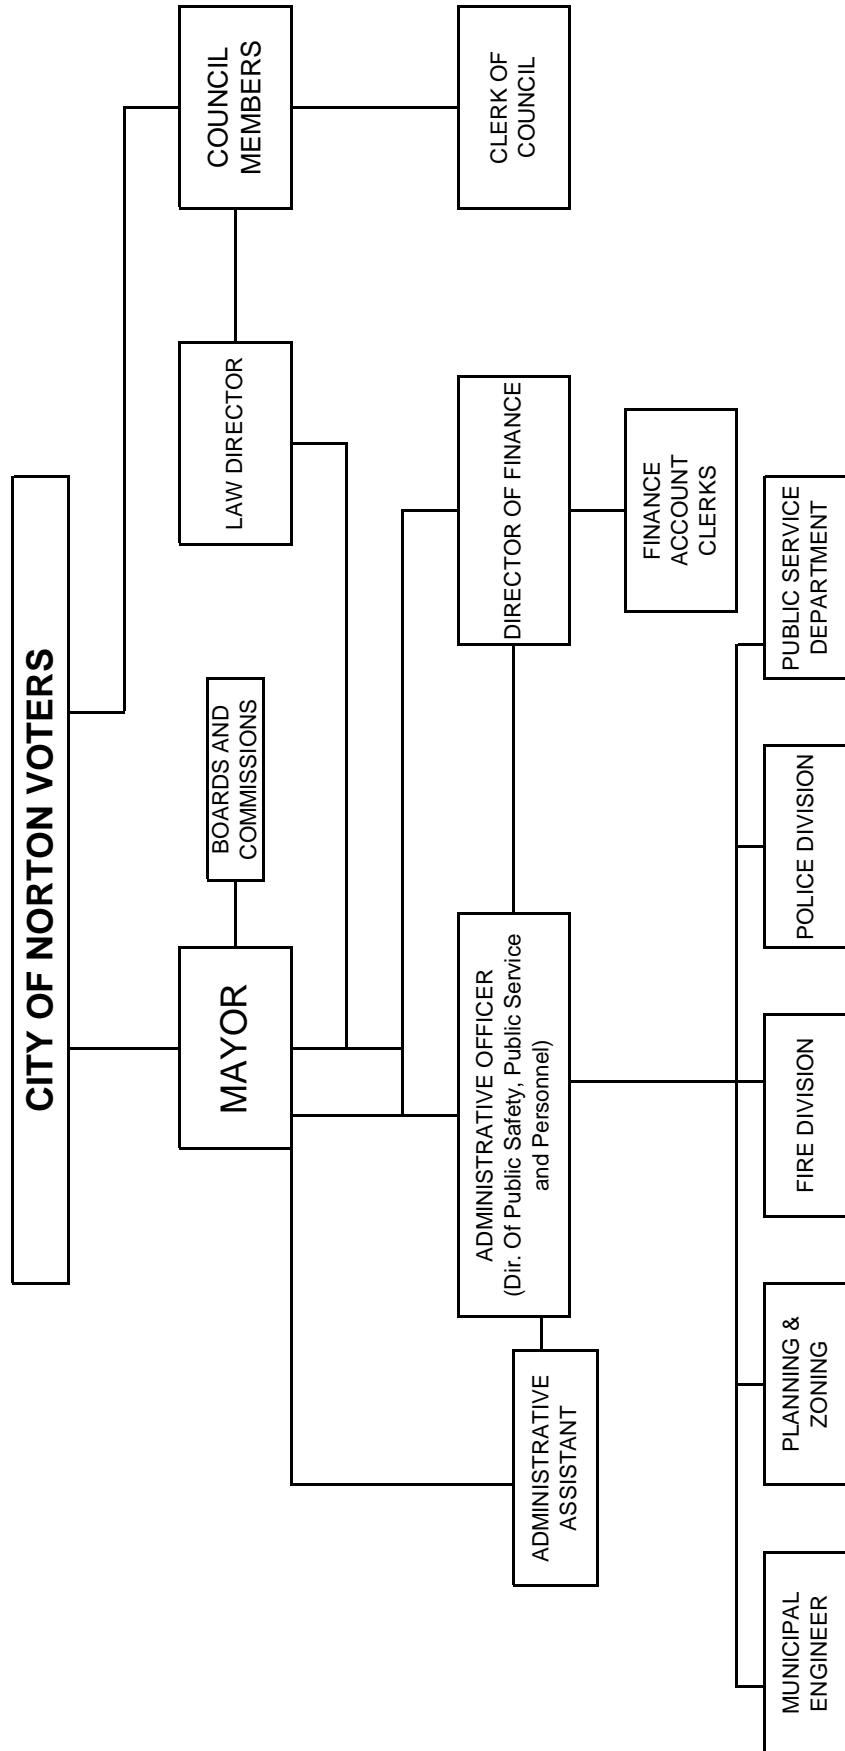 CITY OF NORTON VOTERS
MAYOR
BOARDS AND
COMMISSIONS
LAW DIRECTOR
COUNCIL
MEMBERS
ADMINISTRATIVE
ASSISTANT
ADMINISTRATIVE OFFICER
(Dir. Of Public Safety, Public Service
and Personnel)
DIRECTOR OF FINANCE
CLERK OF
COUNCIL
FINANCE
ACCOUNT
CLERKS
MUNICIPAL
ENGINEER
PLANNING &
ZONING
FIRE DIVISION
POLICE DIVISION
PUBLIC SERVICE
DEPARTMENT